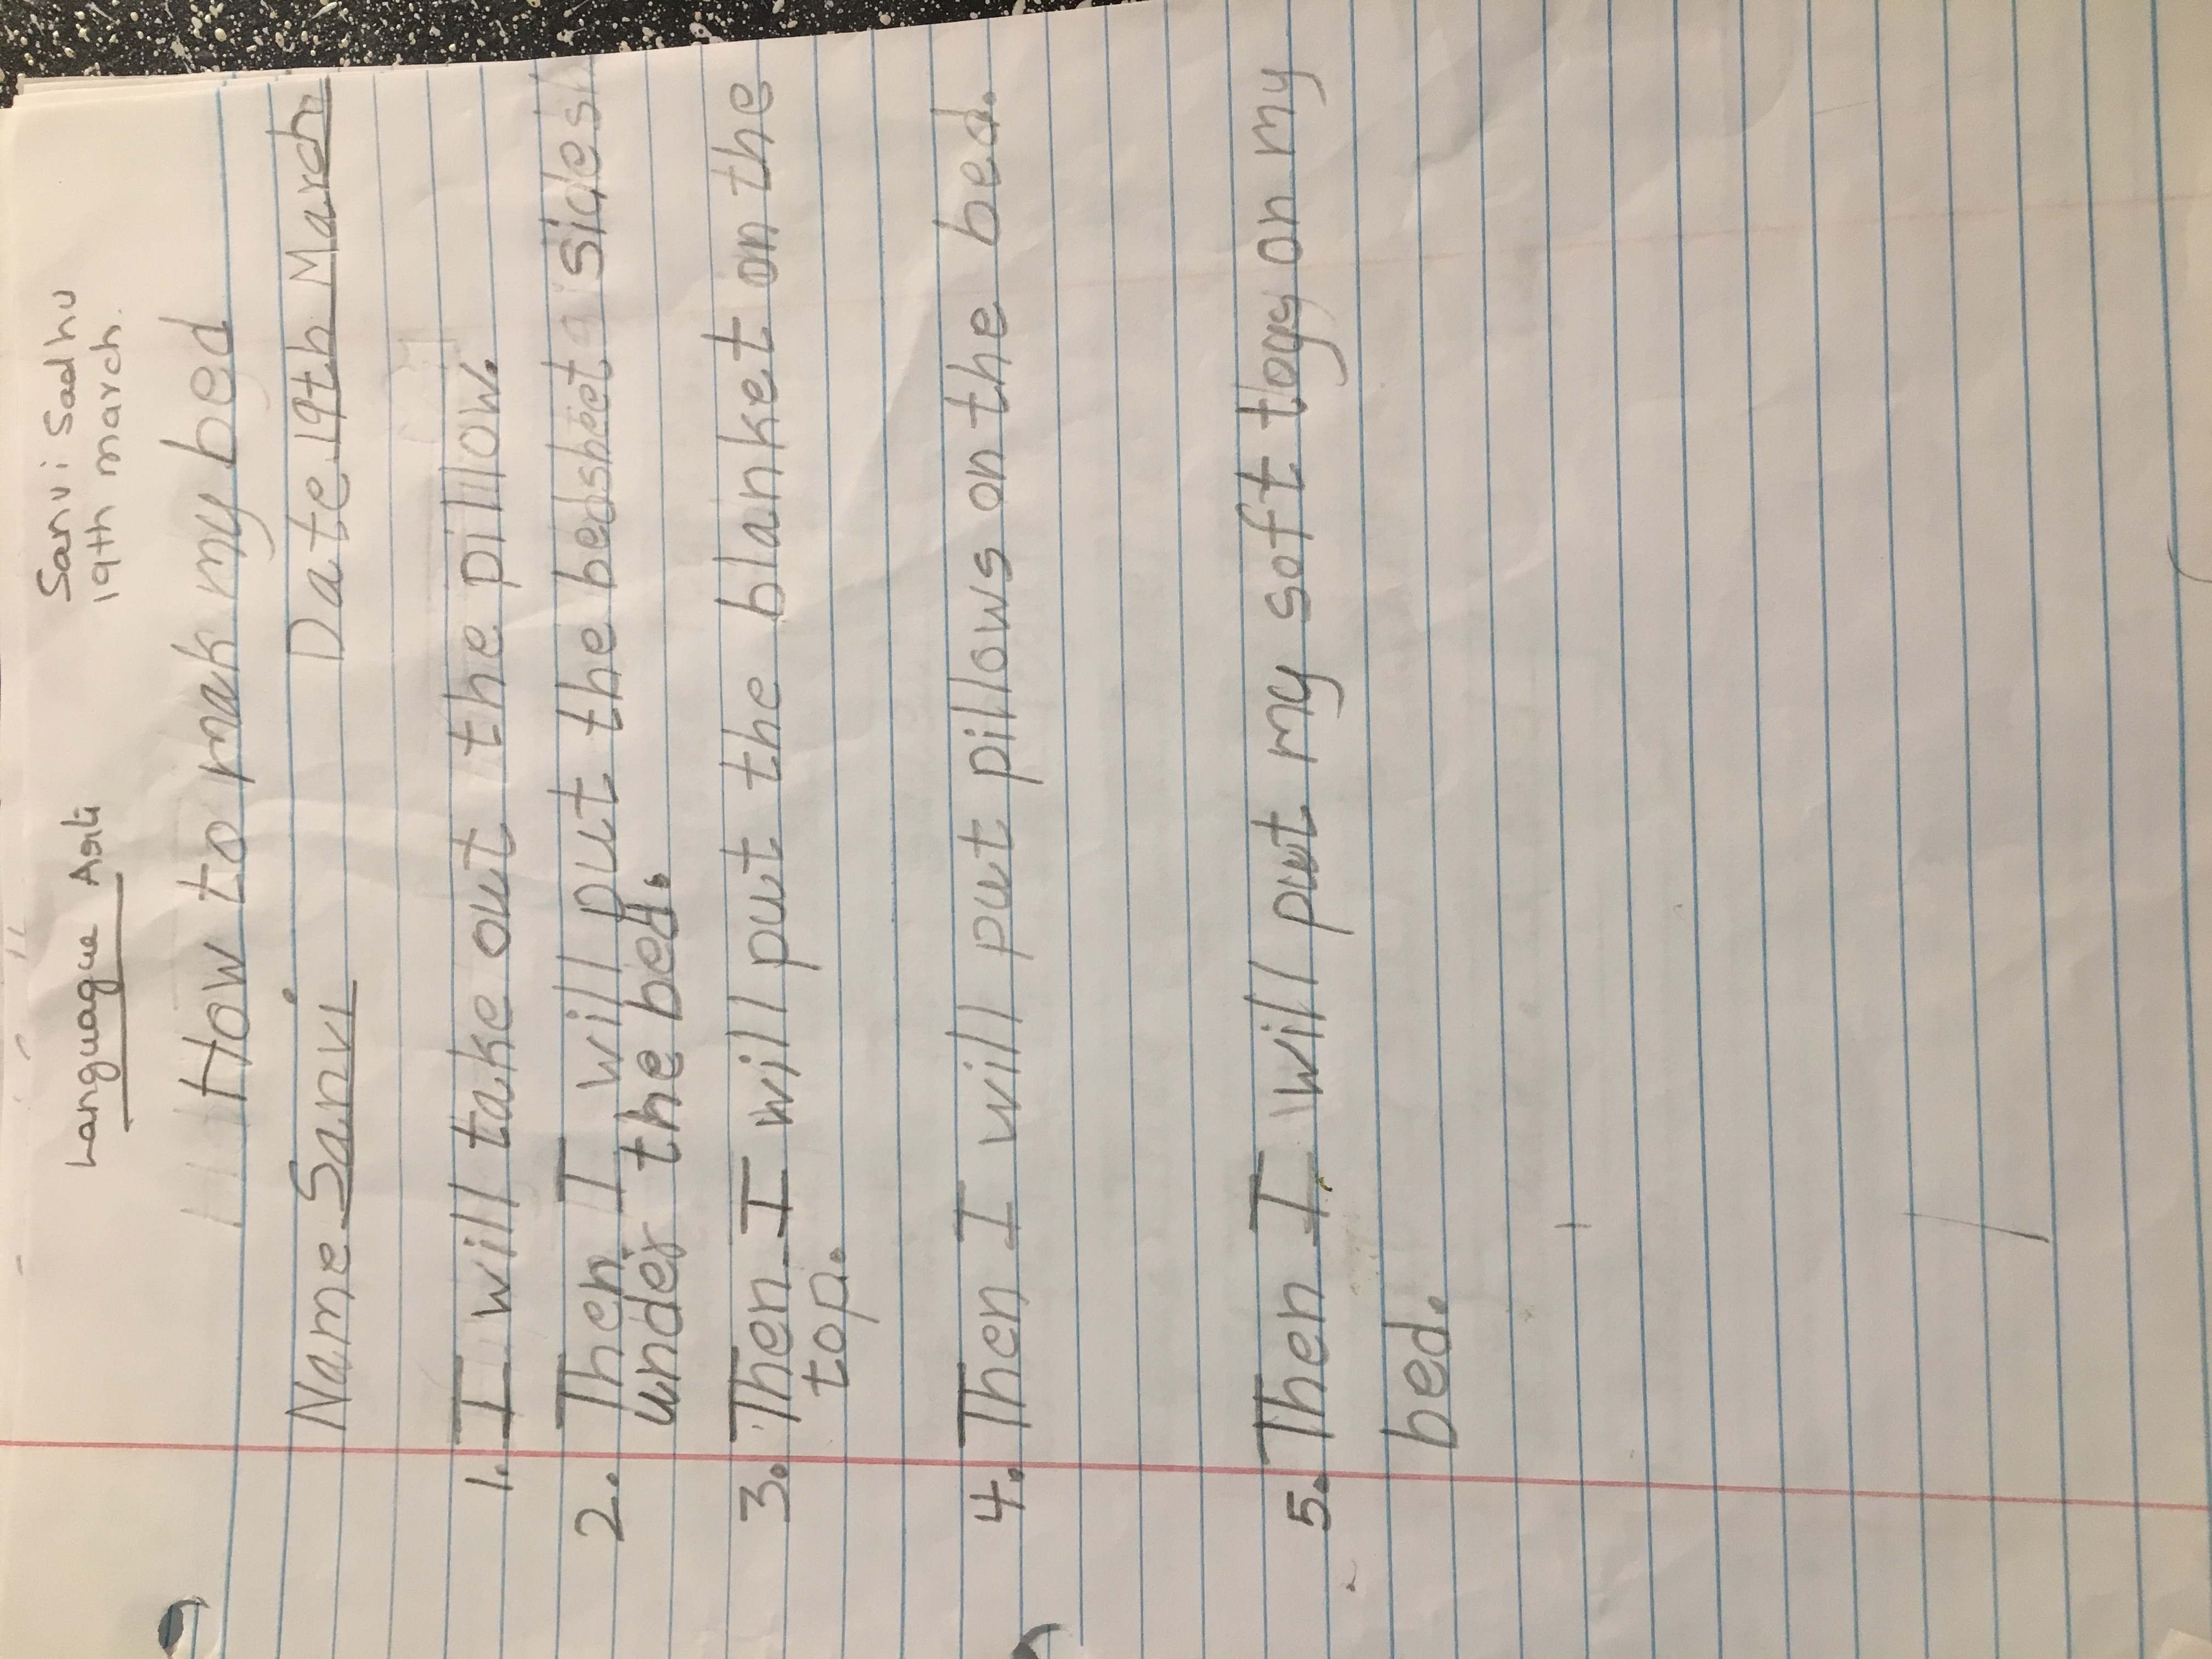 Languague Arts
Sanvi Sadhu
19th march.
How to mak my bed
Name Sanvi Date 19th March
1. I will take out the pilllow.
2. Then I will put the bedsheet sides
under the bed.
3. Then I will put the blanket on the
top.
4. Then I will put pillows on the bed.
5. Then I will put my soft toys on my
bed.